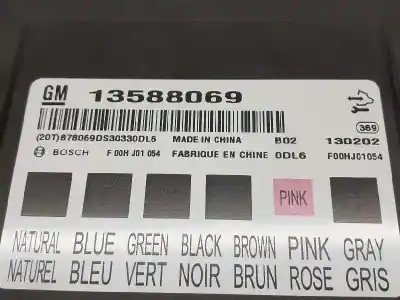 GM 13588069
369
(20T)878069DS30330DL6 MADE IN CHINA B02 130202
BOSCH F 00H J01 054 FABRIQUE EN CHINE 0DL6 F00HJ01054
PINK
NATURAL BLUE GREEN BLACK BROWN PINK GRAY
NATUREL BLEU VERT NOIR BRUN ROSE GRIS